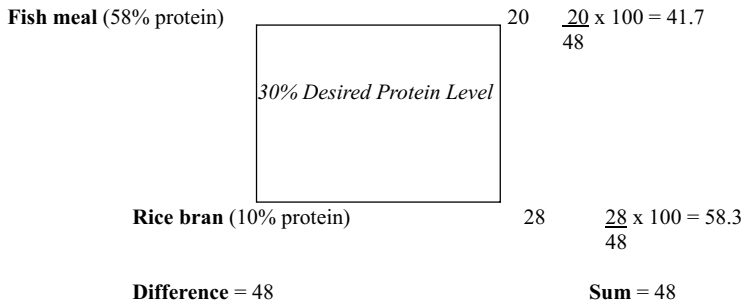 Fish meal (58% protein) 20 20 x 100 = 41.7
48
30% Desired Protein Level
Rice bran (10% protein) 28 28 x 100 = 58.3
48
Difference = 48 Sum = 48